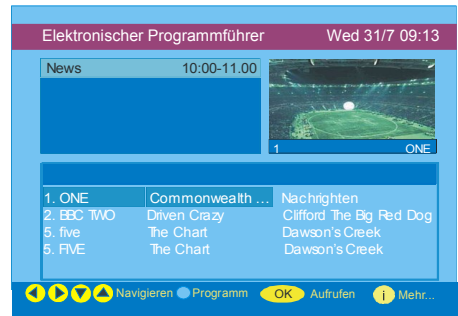 Elektronischer Programmführer Wed 31/7 09:13
News 10:00-11.00
1 ONE
1. ONE Commonwealth ... Nachrichten
2. BBC TWO Driven Crazy Clifford The Big Red Dog
5. five The Chart Dawson's Creek
5. FIVE The Chart Dawson's Creek
Navigieren Programm OK Aufrufen i Mehr...